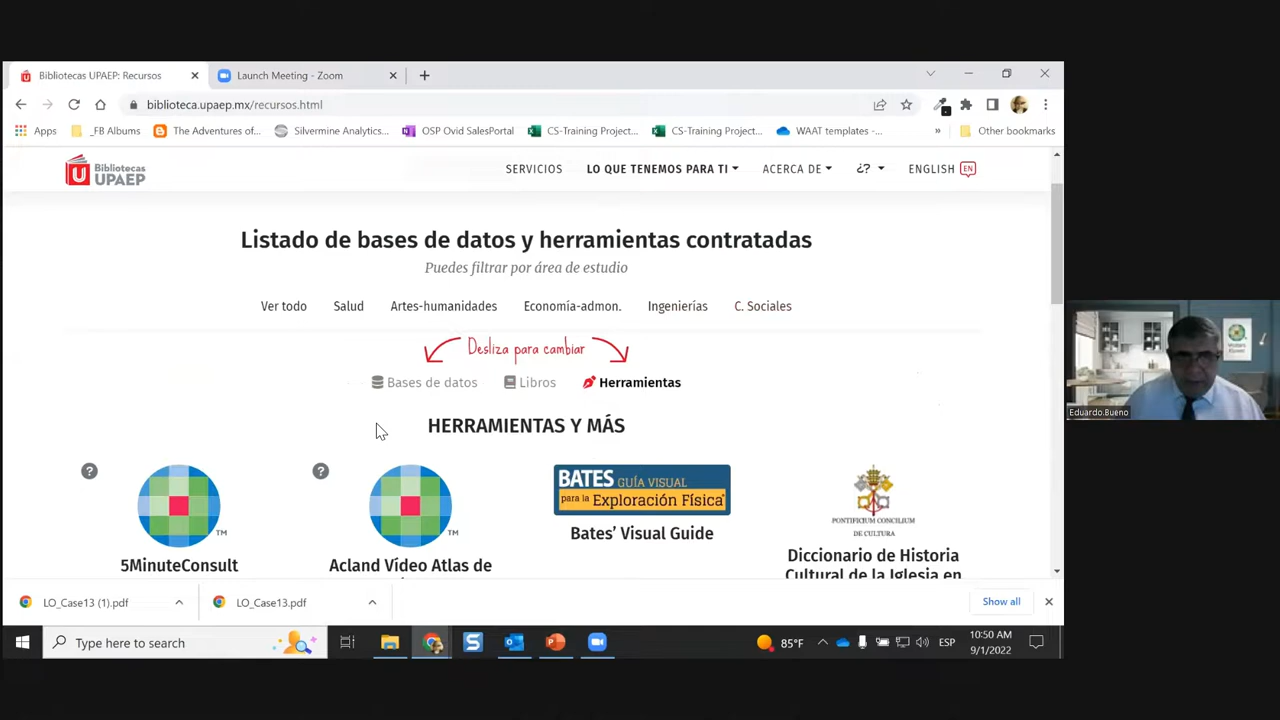 Bibliotecas UPAEP: Recursos
Launch Meeting - Zoom
biblioteca.upaep.mx/recursos.html
Apps
_FB Albums
The Adventures of...
Silvermine Analytics...
OSP Ovid SalesPortal
CS-Training Project...
CS-Training Project...
WAAT templates -...
»
Other bookmarks
Bibliotecas
UPAEP
SERVICIOS
LO QUE TENEMOS PARA TI
ACERCA DE
¿?
ENGLISH EN
Listado de bases de datos y herramientas contratadas
Puedes filtrar por área de estudio
Ver todo
Salud
Artes-humanidades
Economía-admon.
Ingenierías
C. Sociales
Desliza para cambiar
Bases de datos
Libros
Herramientas
HERRAMIENTAS Y MÁS
?
TM
5MinuteConsult
?
TM
Acland Vídeo Atlas de
BATES GUÍA VISUAL
para la Exploración Física
Bates' Visual Guide
PONTIFICIUM CONCILIUM
DE CULTURA
Diccionario de Historia
Cultural de la Iglesia en
Eduardo.Bueno
LO_Case13 (1).pdf
LO_Case13.pdf
Show all
Type here to search
85°F
ESP
10:50 AM
9/1/2022